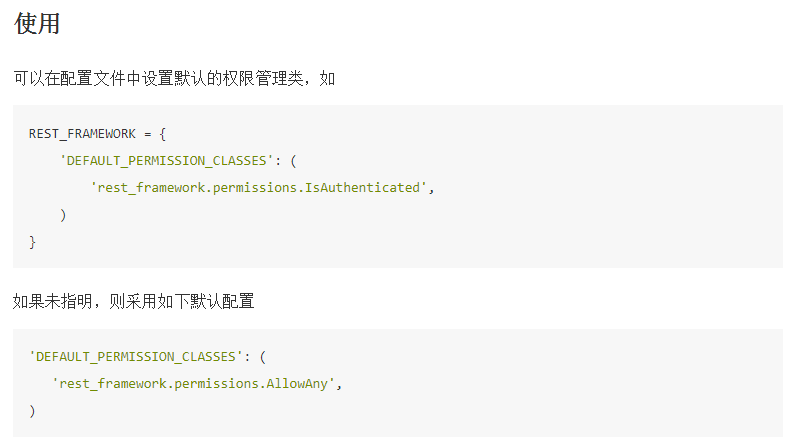 使用
可以在配置文件中设置默认的权限管理类，如
REST_FRAMEWORK = {
    'DEFAULT_PERMISSION_CLASSES': (
        'rest_framework.permissions.IsAuthenticated',
    )
}
如果未指明，则采用如下默认配置
'DEFAULT_PERMISSION_CLASSES': (
   'rest_framework.permissions.AllowAny',
)